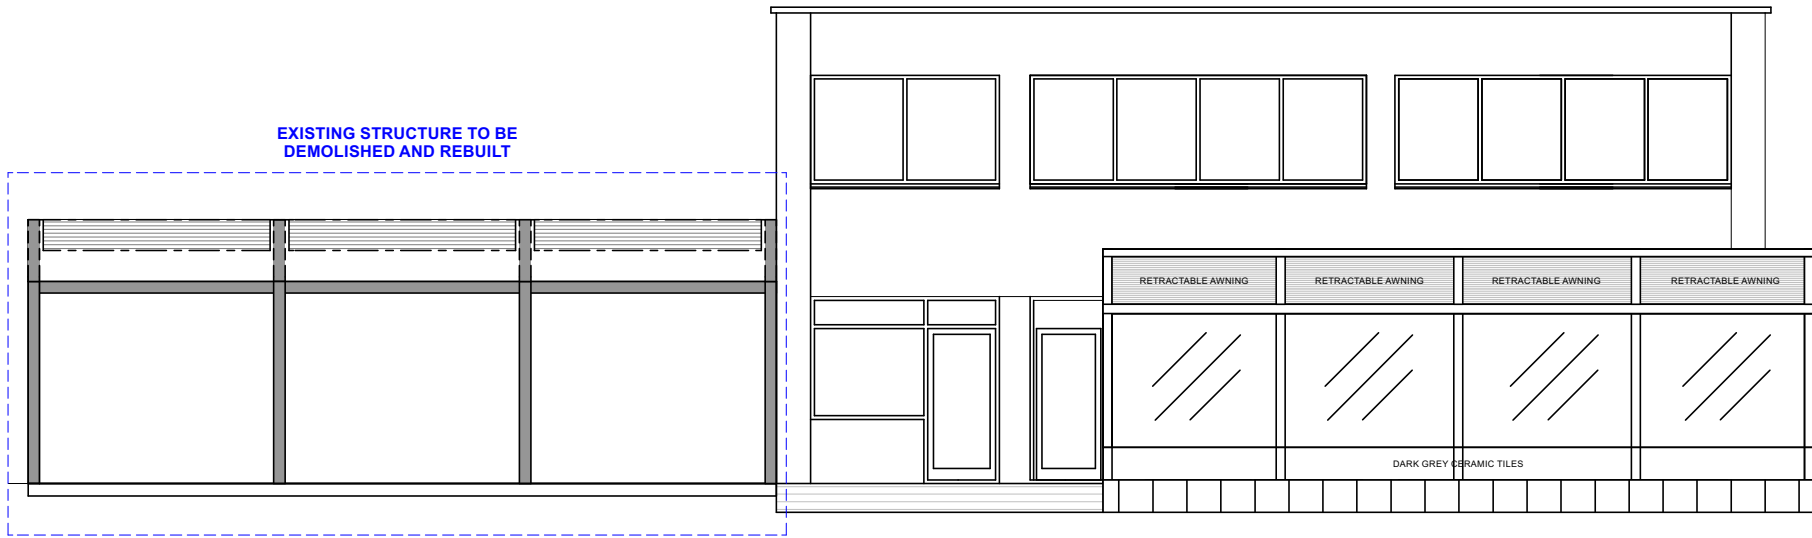 EXISTING STRUCTURE TO BE
DEMOLISHED AND REBUILT
RETRACTABLE AWNING
RETRACTABLE AWNING
RETRACTABLE AWNING
RETRACTABLE AWNING
DARK GREY CERAMIC TILES